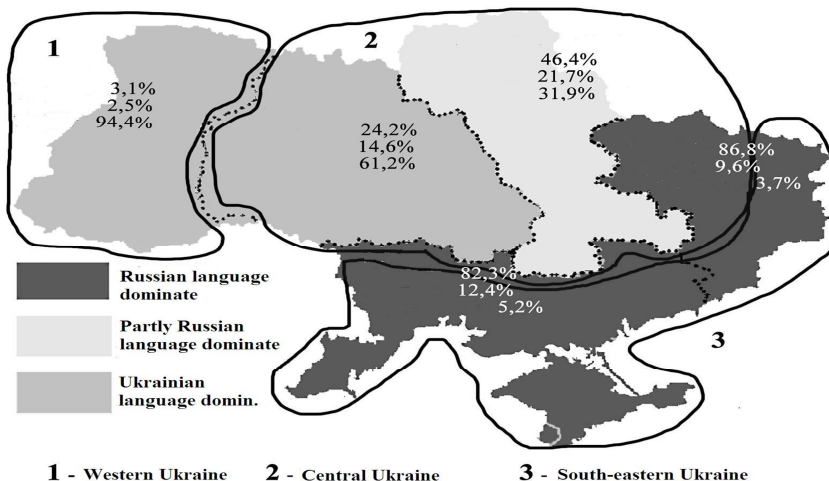 1
2
3,1%
2,5%
94,4%
46,4%
21,7%
31,9%
24,2%
14,6%
61,2%
86,8%
9,6%
3,7%
82,3%
12,4%
5,2%
3
Russian language
dominate
Partly Russian
language dominate
Ukrainian
language domin.
1 - Western Ukraine 2 - Central Ukraine 3 - South-eastern Ukraine